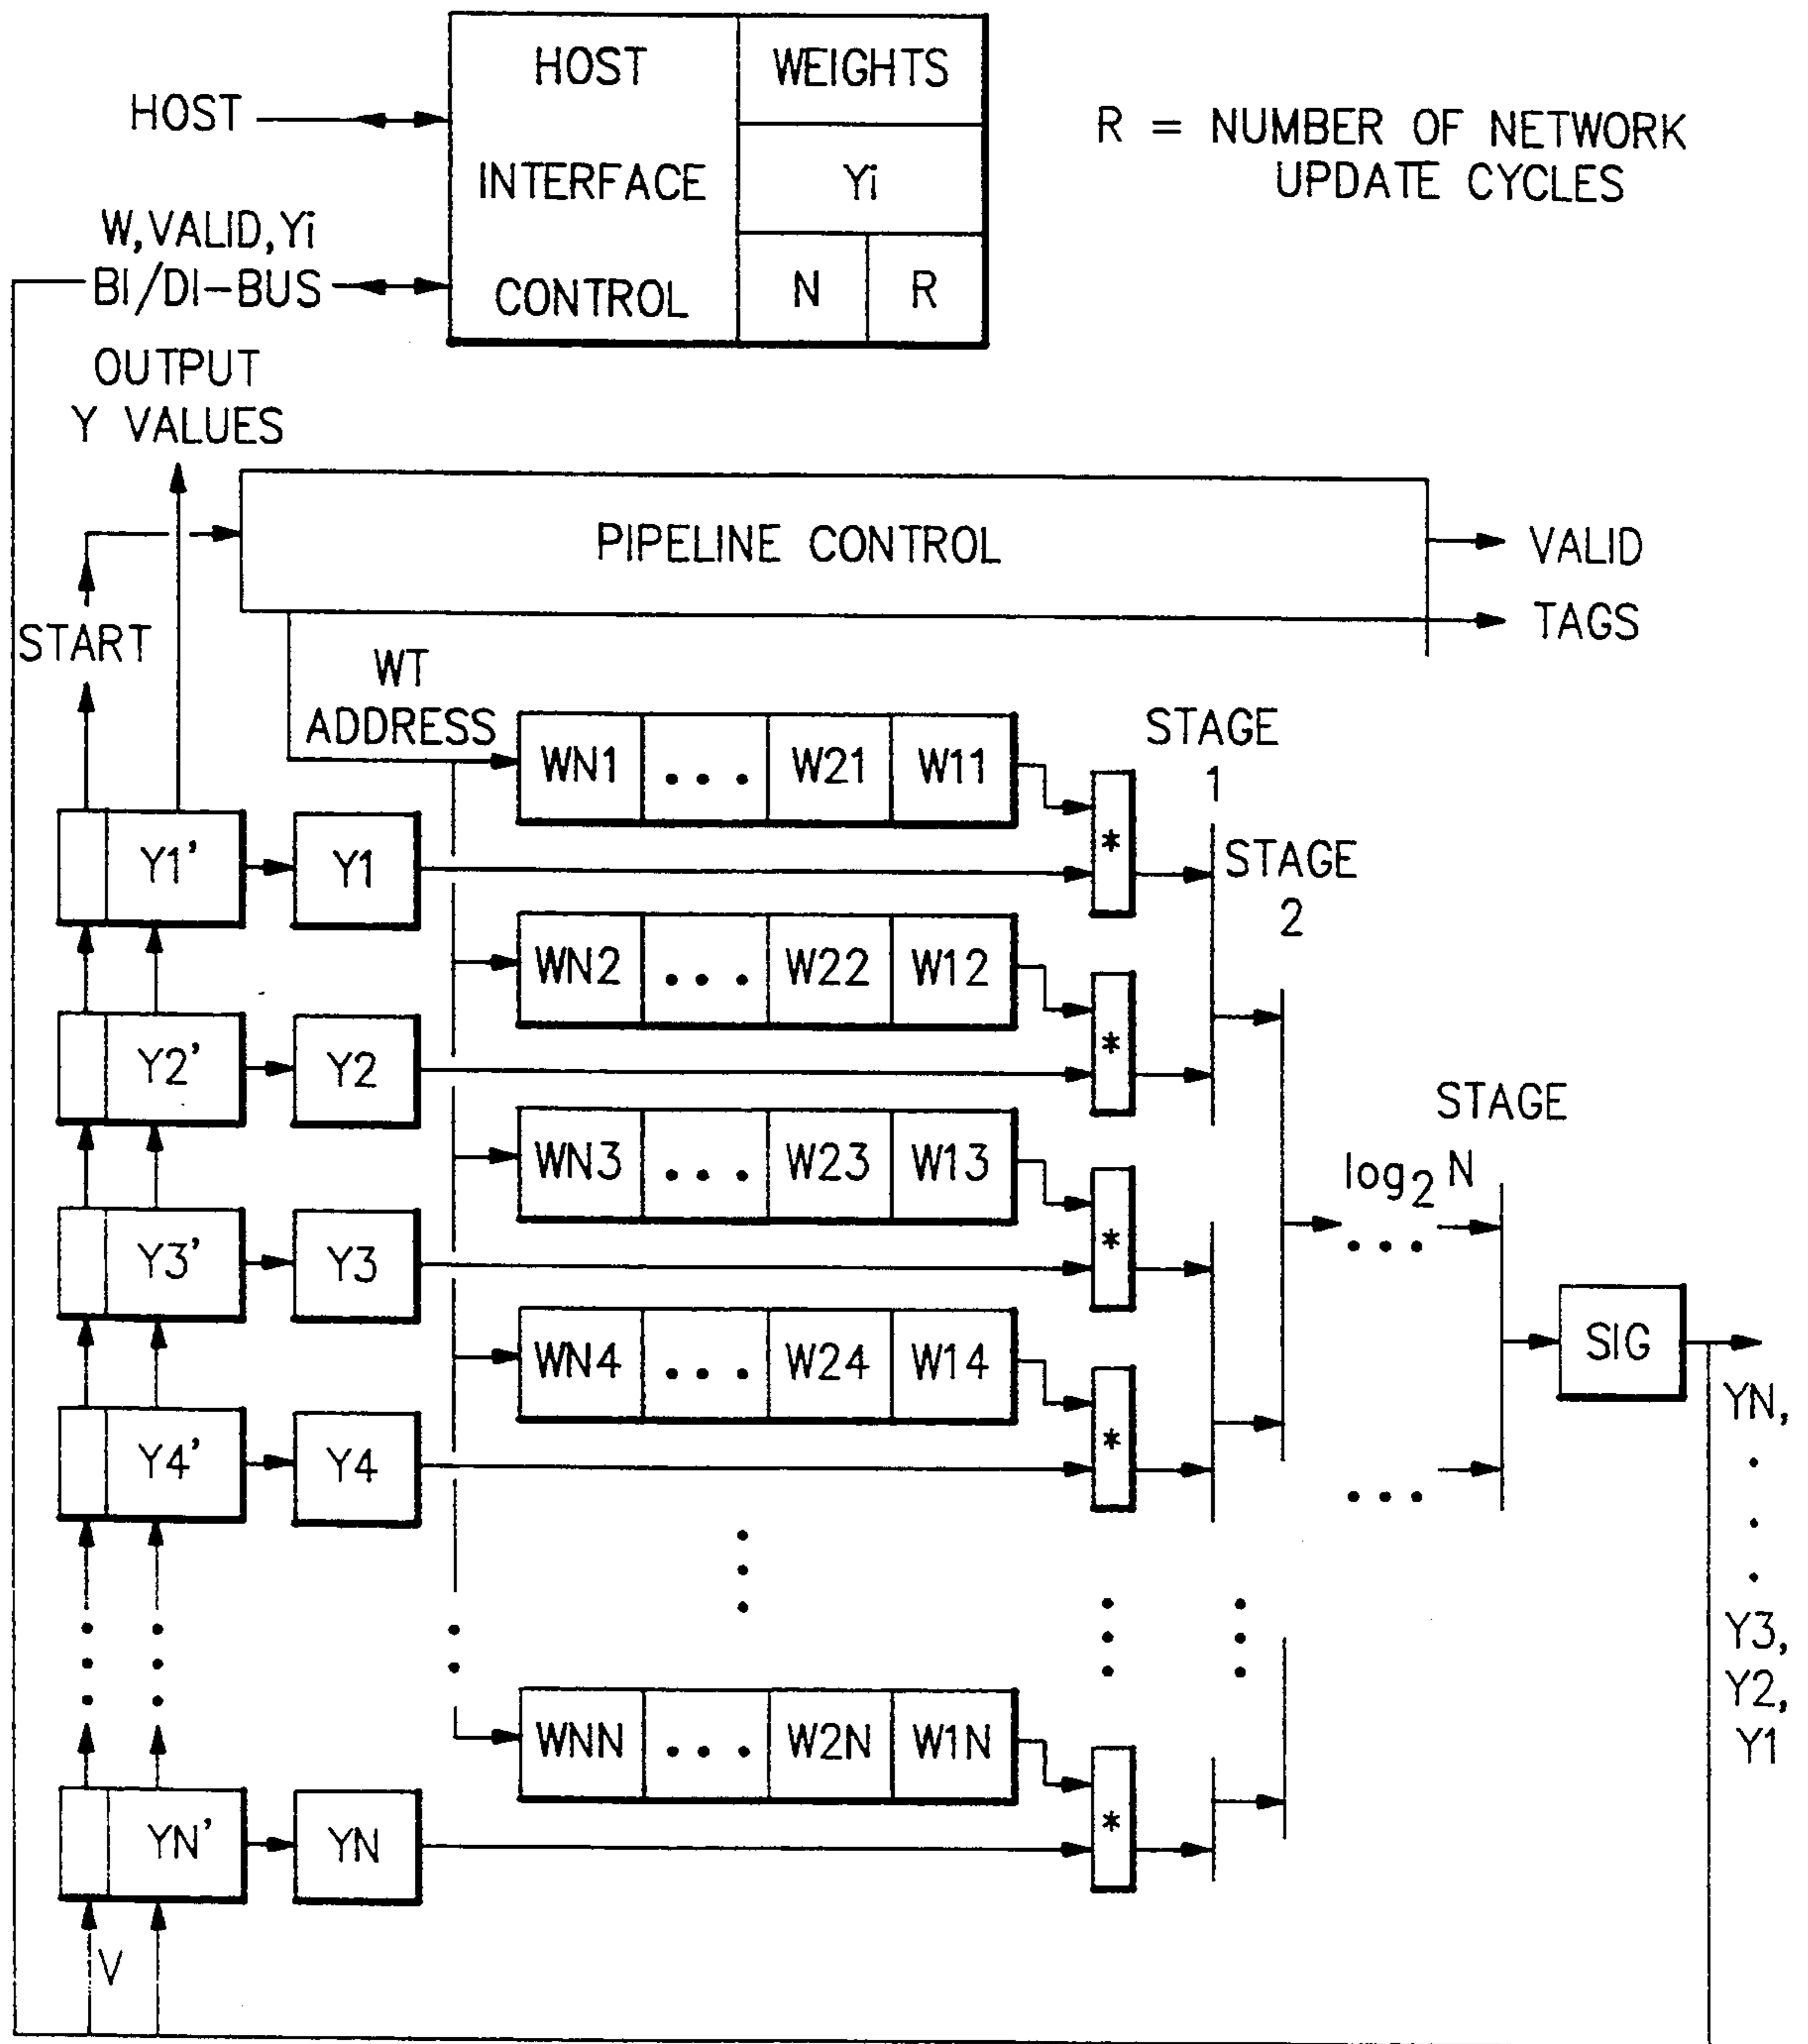 HOST
WEIGHTS
HOST
R = NUMBER OF NETWORK
UPDATE CYCLES
INTERFACE
Yi
W,VALID,Yi
BI/DI-BUS
CONTROL
N
R
OUTPUT
Y VALUES
PIPELINE CONTROL
VALID
TAGS
START
WT
ADDRESS
WN1 ... W21 W11
STAGE
1
*
Y1'
Y1
STAGE
2
WN2 ... W22 W12
*
Y2'
Y2
STAGE
log2 N
WN3 ... W23 W13
*
Y3'
Y3
...
WN4 ... W24 W14
SIG
*
Y4'
Y4
...
YN,
.
.
.
Y3,
Y2,
Y1
WNN ... W2N W1N
*
YN'
YN
V